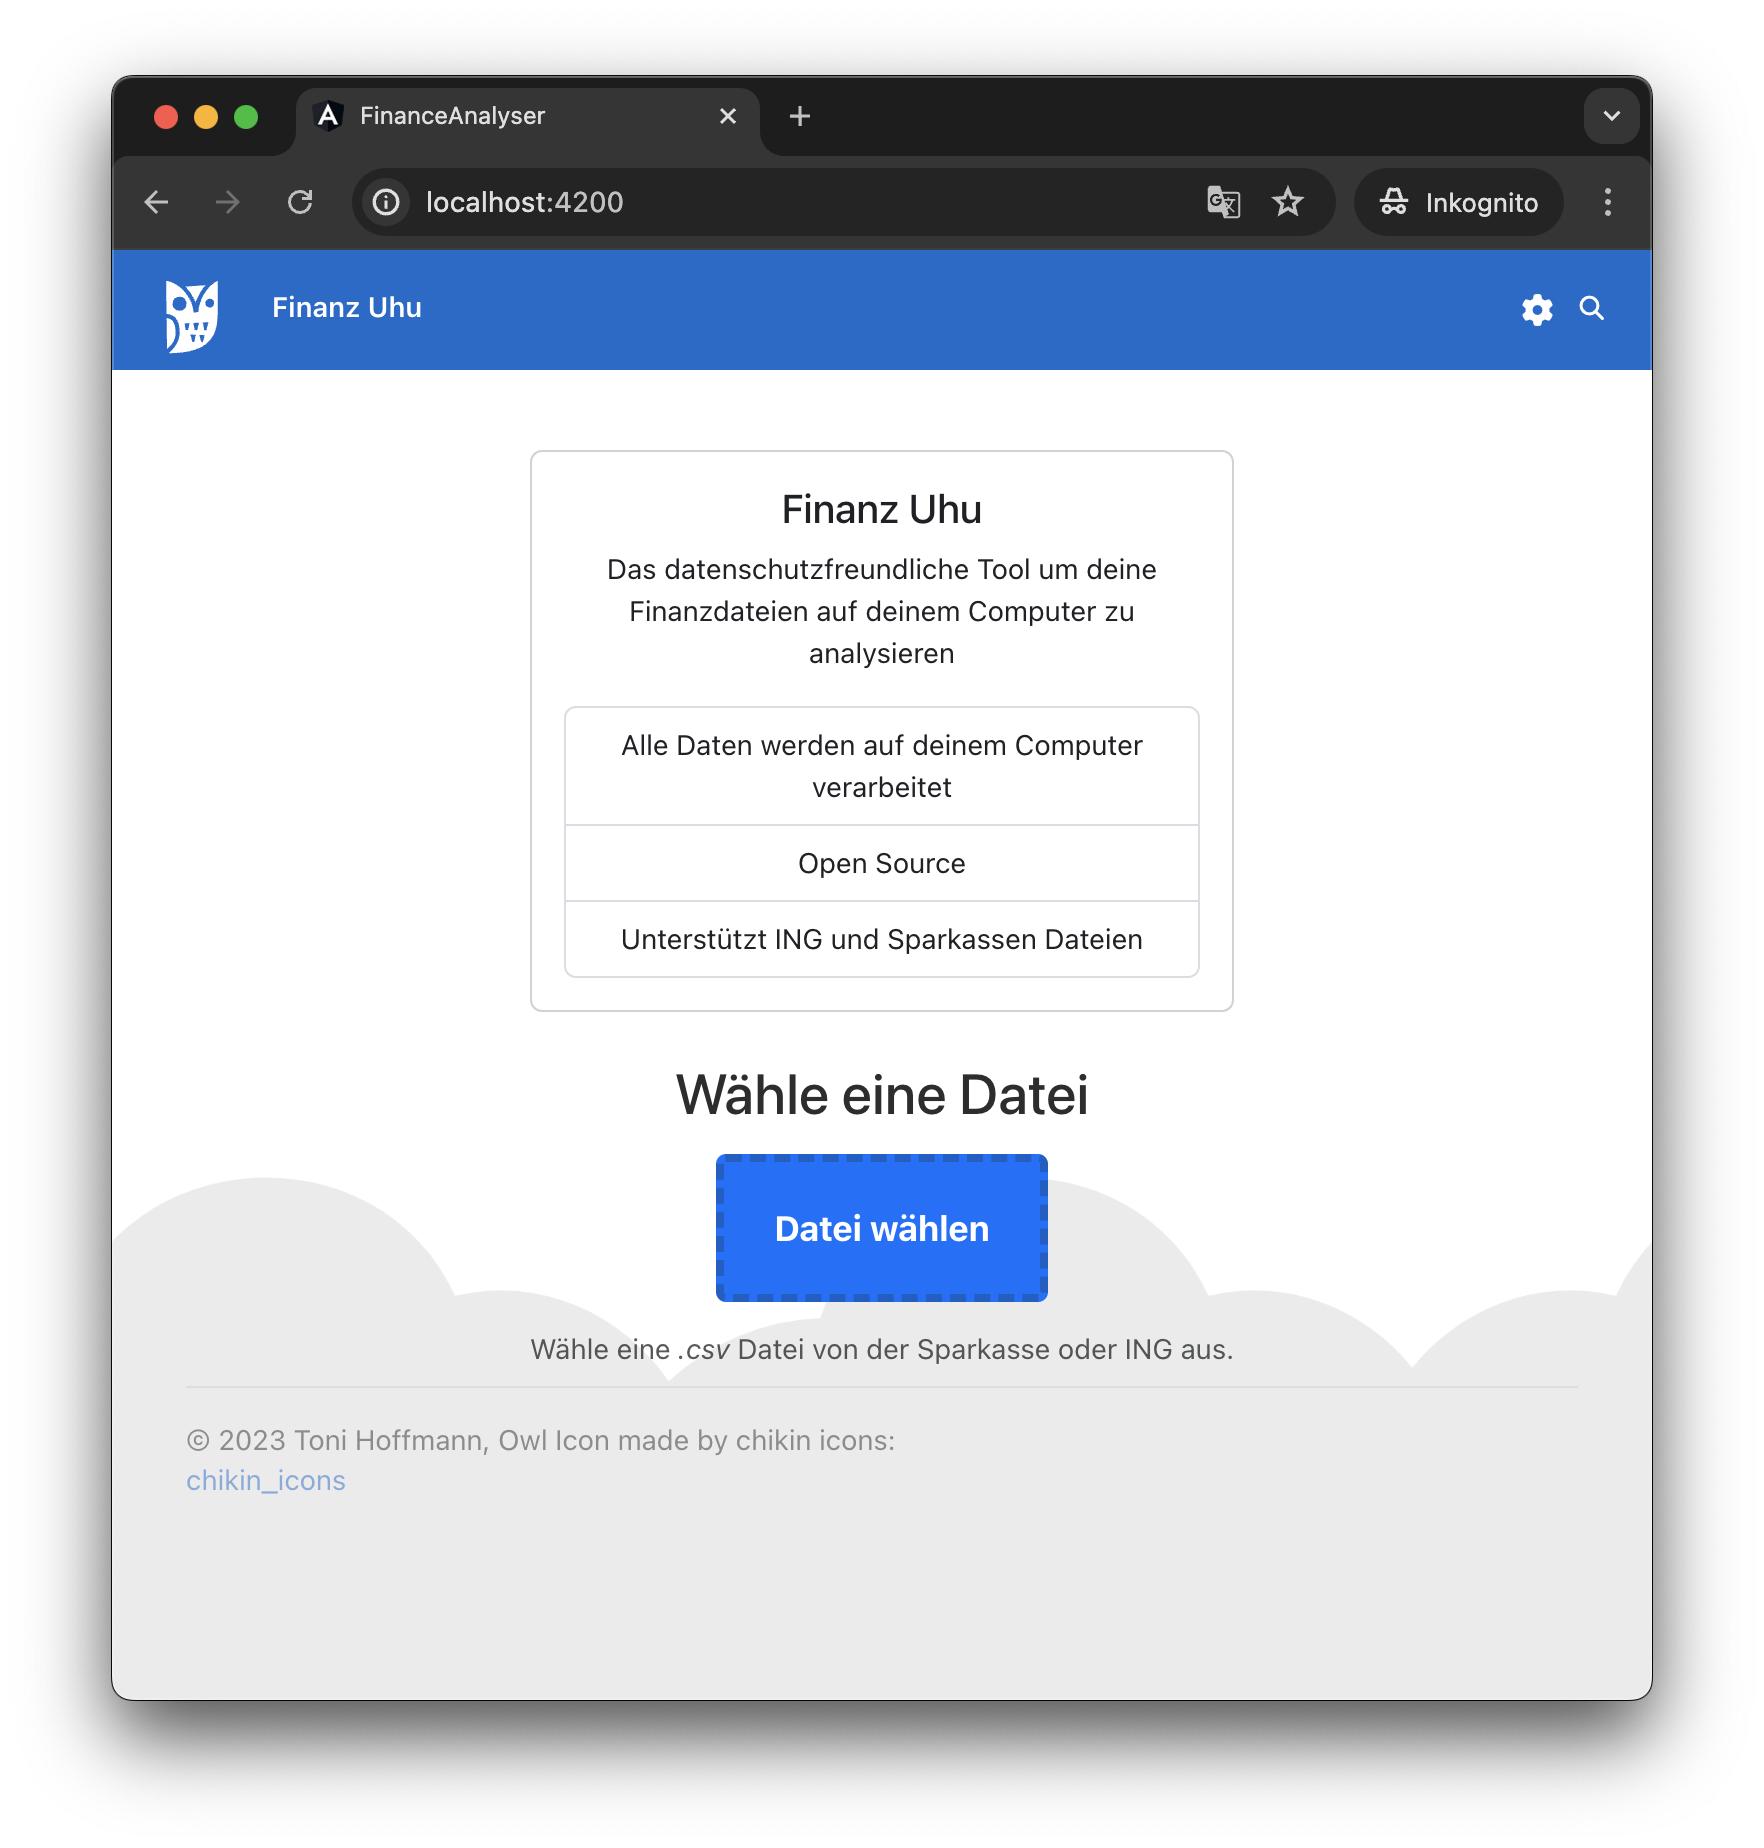 FinanceAnalyser
localhost:4200
Inkognito
Finanz Uhu
Finanz Uhu
Das datenschutzfreundliche Tool um deine
Finanzdateien auf deinem Computer zu
analysieren
Alle Daten werden auf deinem Computer
verarbeitet
Open Source
Unterstützt ING und Sparkassen Dateien
Wähle eine Datei
Datei wählen
Wähle eine .csv Datei von der Sparkasse oder ING aus.
© 2023 Toni Hoffmann, Owl Icon made by chikin icons:
chikin_icons